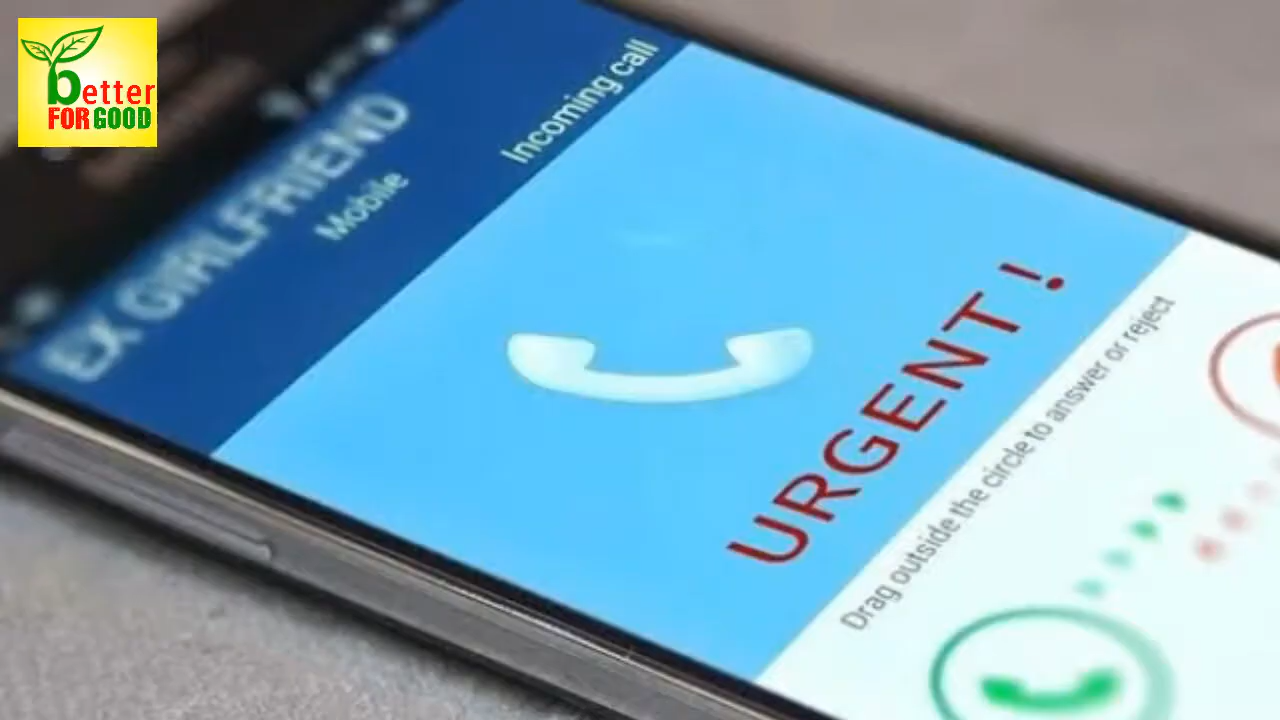 better
FOR GOOD
EX GIRLFRIEND
Mobile
Incoming call
URGENT !
Drag outside the circle to answer or reject